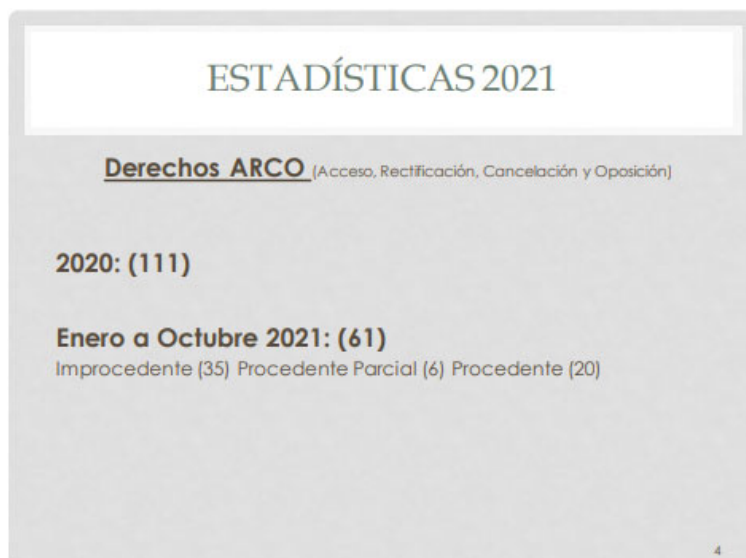 ESTADÍSTICAS 2021
Derechos ARCO (Acceso, Rectificación, Cancelación y Oposición)
2020: (111)
Enero a Octubre 2021: (61)
Improcedente (35) Procedente Parcial (6) Procedente (20)
4